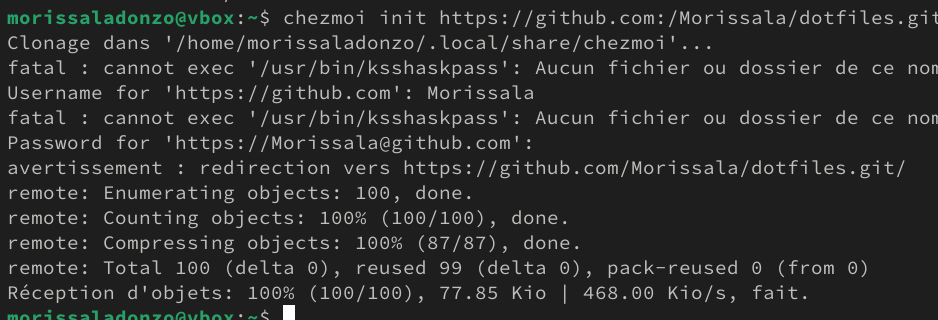 morissaladonzo@vbox:~$ chezmoi init https://github.com:/Morissala/dotfiles.git
Clonage dans '/home/morissaladonzo/.local/share/chezmoi'...
fatal : cannot exec '/usr/bin/ksshaskpass': Aucun fichier ou dossier de ce nom
Username for 'https://github.com': Morissala
fatal : cannot exec '/usr/bin/ksshaskpass': Aucun fichier ou dossier de ce nom
Password for 'https://Morissala@github.com':
avertissement : redirection vers https://github.com/Morissala/dotfiles.git/
remote: Enumerating objects: 100, done.
remote: Counting objects: 100% (100/100), done.
remote: Compressing objects: 100% (87/87), done.
remote: Total 100 (delta 0), reused 99 (delta 0), pack-reused 0 (from 0)
Réception d'objets: 100% (100/100), 77.85 Kio | 468.00 Kio/s, fait.
morissaladonzo@vbox:~$